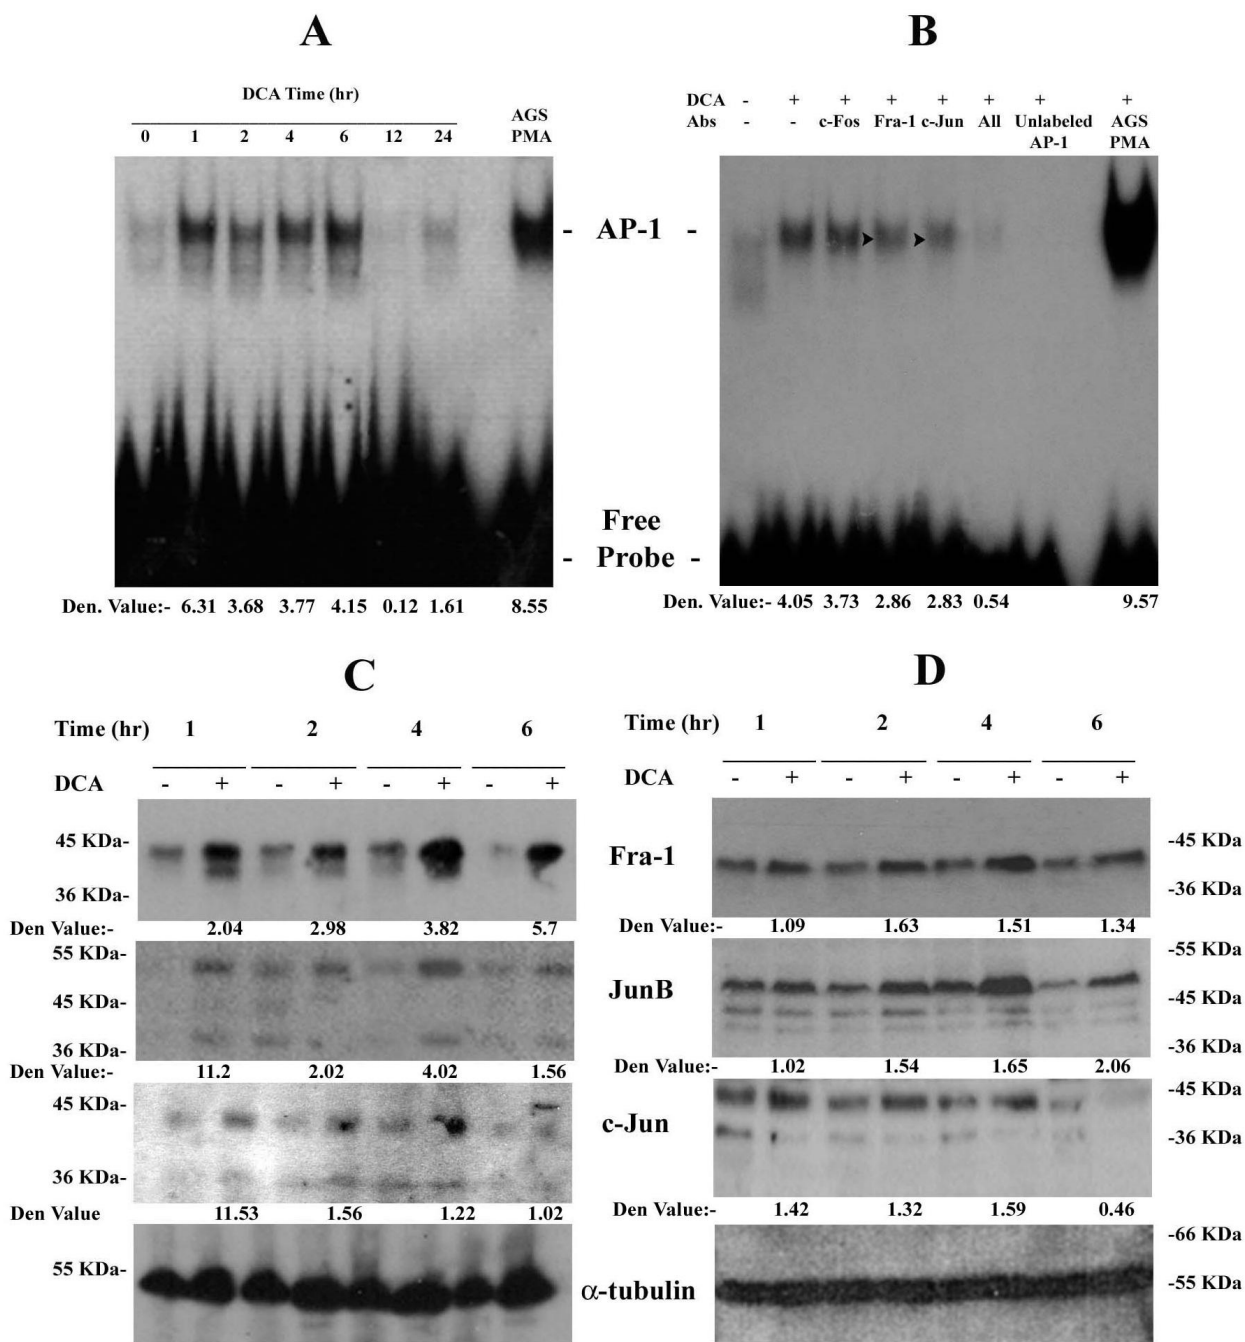 A
DCA Time (hr)
0 1 2 4 6 12 24 AGS PMA
- AP-1 -
Free
- Probe -
Den. Value:- 6.31 3.68 3.77 4.15 0.12 1.61 8.55
B
DCA - + + + + + + +
Abs - - c-Fos Fra-1 c-Jun All Unlabeled AP-1 AGS PMA
Den. Value:- 4.05 3.73 2.86 2.83 0.54 9.57
C
Time (hr) 1 2 4 6
DCA - + - + - + - +
45 KDa-
36 KDa-
Den Value:- 2.04 2.98 3.82 5.7
55 KDa-
45 KDa-
36 KDa-
Den Value:- 11.2 2.02 4.02 1.56
45 KDa-
36 KDa-
Den Value 11.53 1.56 1.22 1.02
55 KDa-
D
Time (hr) 1 2 4 6
DCA - + - + - + - +
Fra-1
-45 KDa
-36 KDa
Den Value:- 1.09 1.63 1.51 1.34
JunB
-55 KDa
-45 KDa
-36 KDa
Den Value:- 1.02 1.54 1.65 2.06
c-Jun
-45 KDa
-36 KDa
Den Value:- 1.42 1.32 1.59 0.46
α-tubulin
-66 KDa
-55 KDa